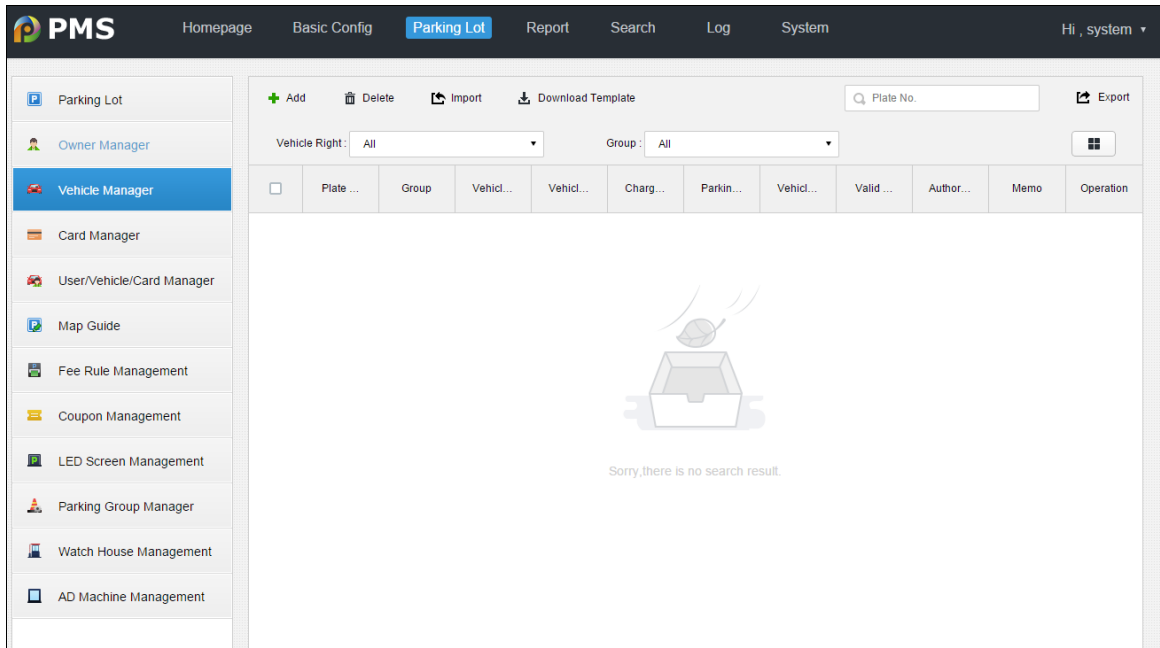 PMS Homepage Basic Config Parking Lot Report Search Log System Hi , system
Parking Lot
Owner Manager
Vehicle Manager
Card Manager
User/Vehicle/Card Manager
Map Guide
Fee Rule Management
Coupon Management
LED Screen Management
Parking Group Manager
Watch House Management
AD Machine Management
Add Delete Import Download Template Plate No. Export
Vehicle Right : All Group : All
Plate ... Group Vehicl... Vehicl... Charg... Parkin... Vehicl... Valid ... Author... Memo Operation
Sorry,there is no search result.